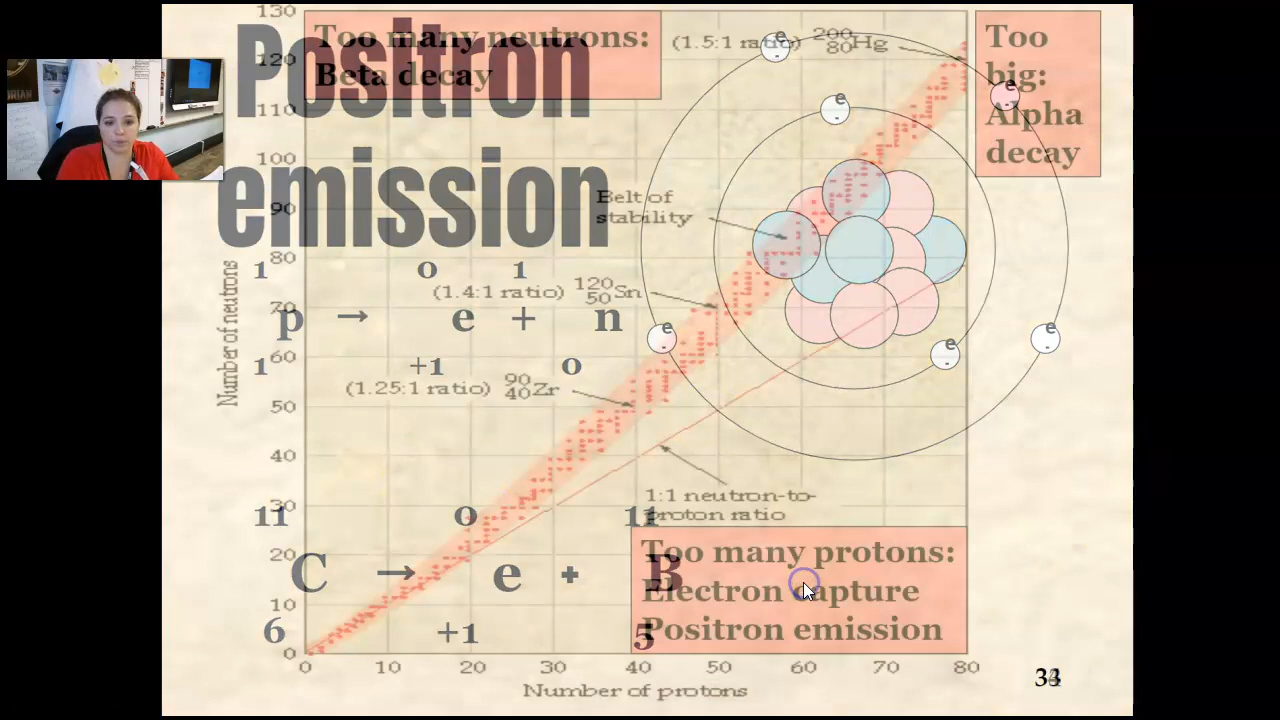 130
120
110
100
90
80
70
60
50
40
30
20
10
0
Number of neutrons
Positron
emission
Too many neutrons:
Beta decay
(1.5:1 ratio) 200 80 Hg
Too
big:
Alpha
decay
e
-
e
-
e
e
-
e
-
e
-
Belt of
stability
1 0 1
(1.4:1 ratio) 120 50 Sn
p → e + n
1 +1 0
(1.25:1 ratio) 90 40 Zr
1:1 neutron-to-
proton ratio
11 0 11
C → e + B
6 +1 5
Too many protons:
Electron capture
Positron emission
0 10 20 30 40 50 60 70 80
Number of protons